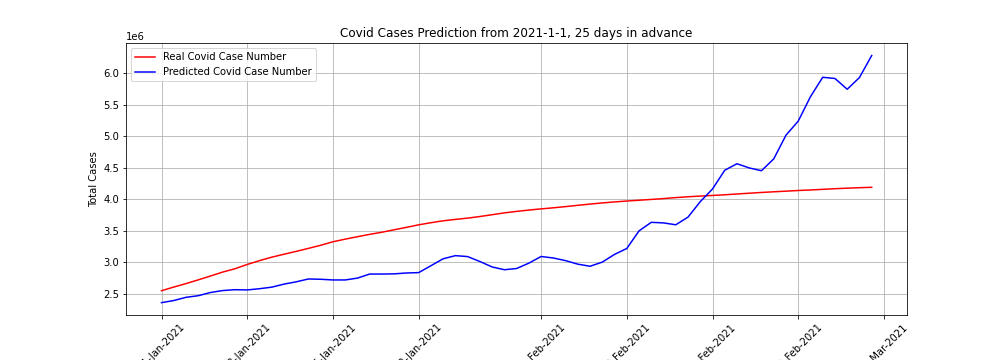 Covid Cases Prediction from 2021-1-1, 25 days in advance
1e6
Real Covid Case Number
Predicted Covid Case Number
6.0
5.5
5.0
4.5
4.0
3.5
3.0
2.5
Total Cases
-Jan-2021
-Jan-2021
-Jan-2021
-Jan-2021
Feb-2021
-Feb-2021
-Feb-2021
-Feb-2021
Mar-2021